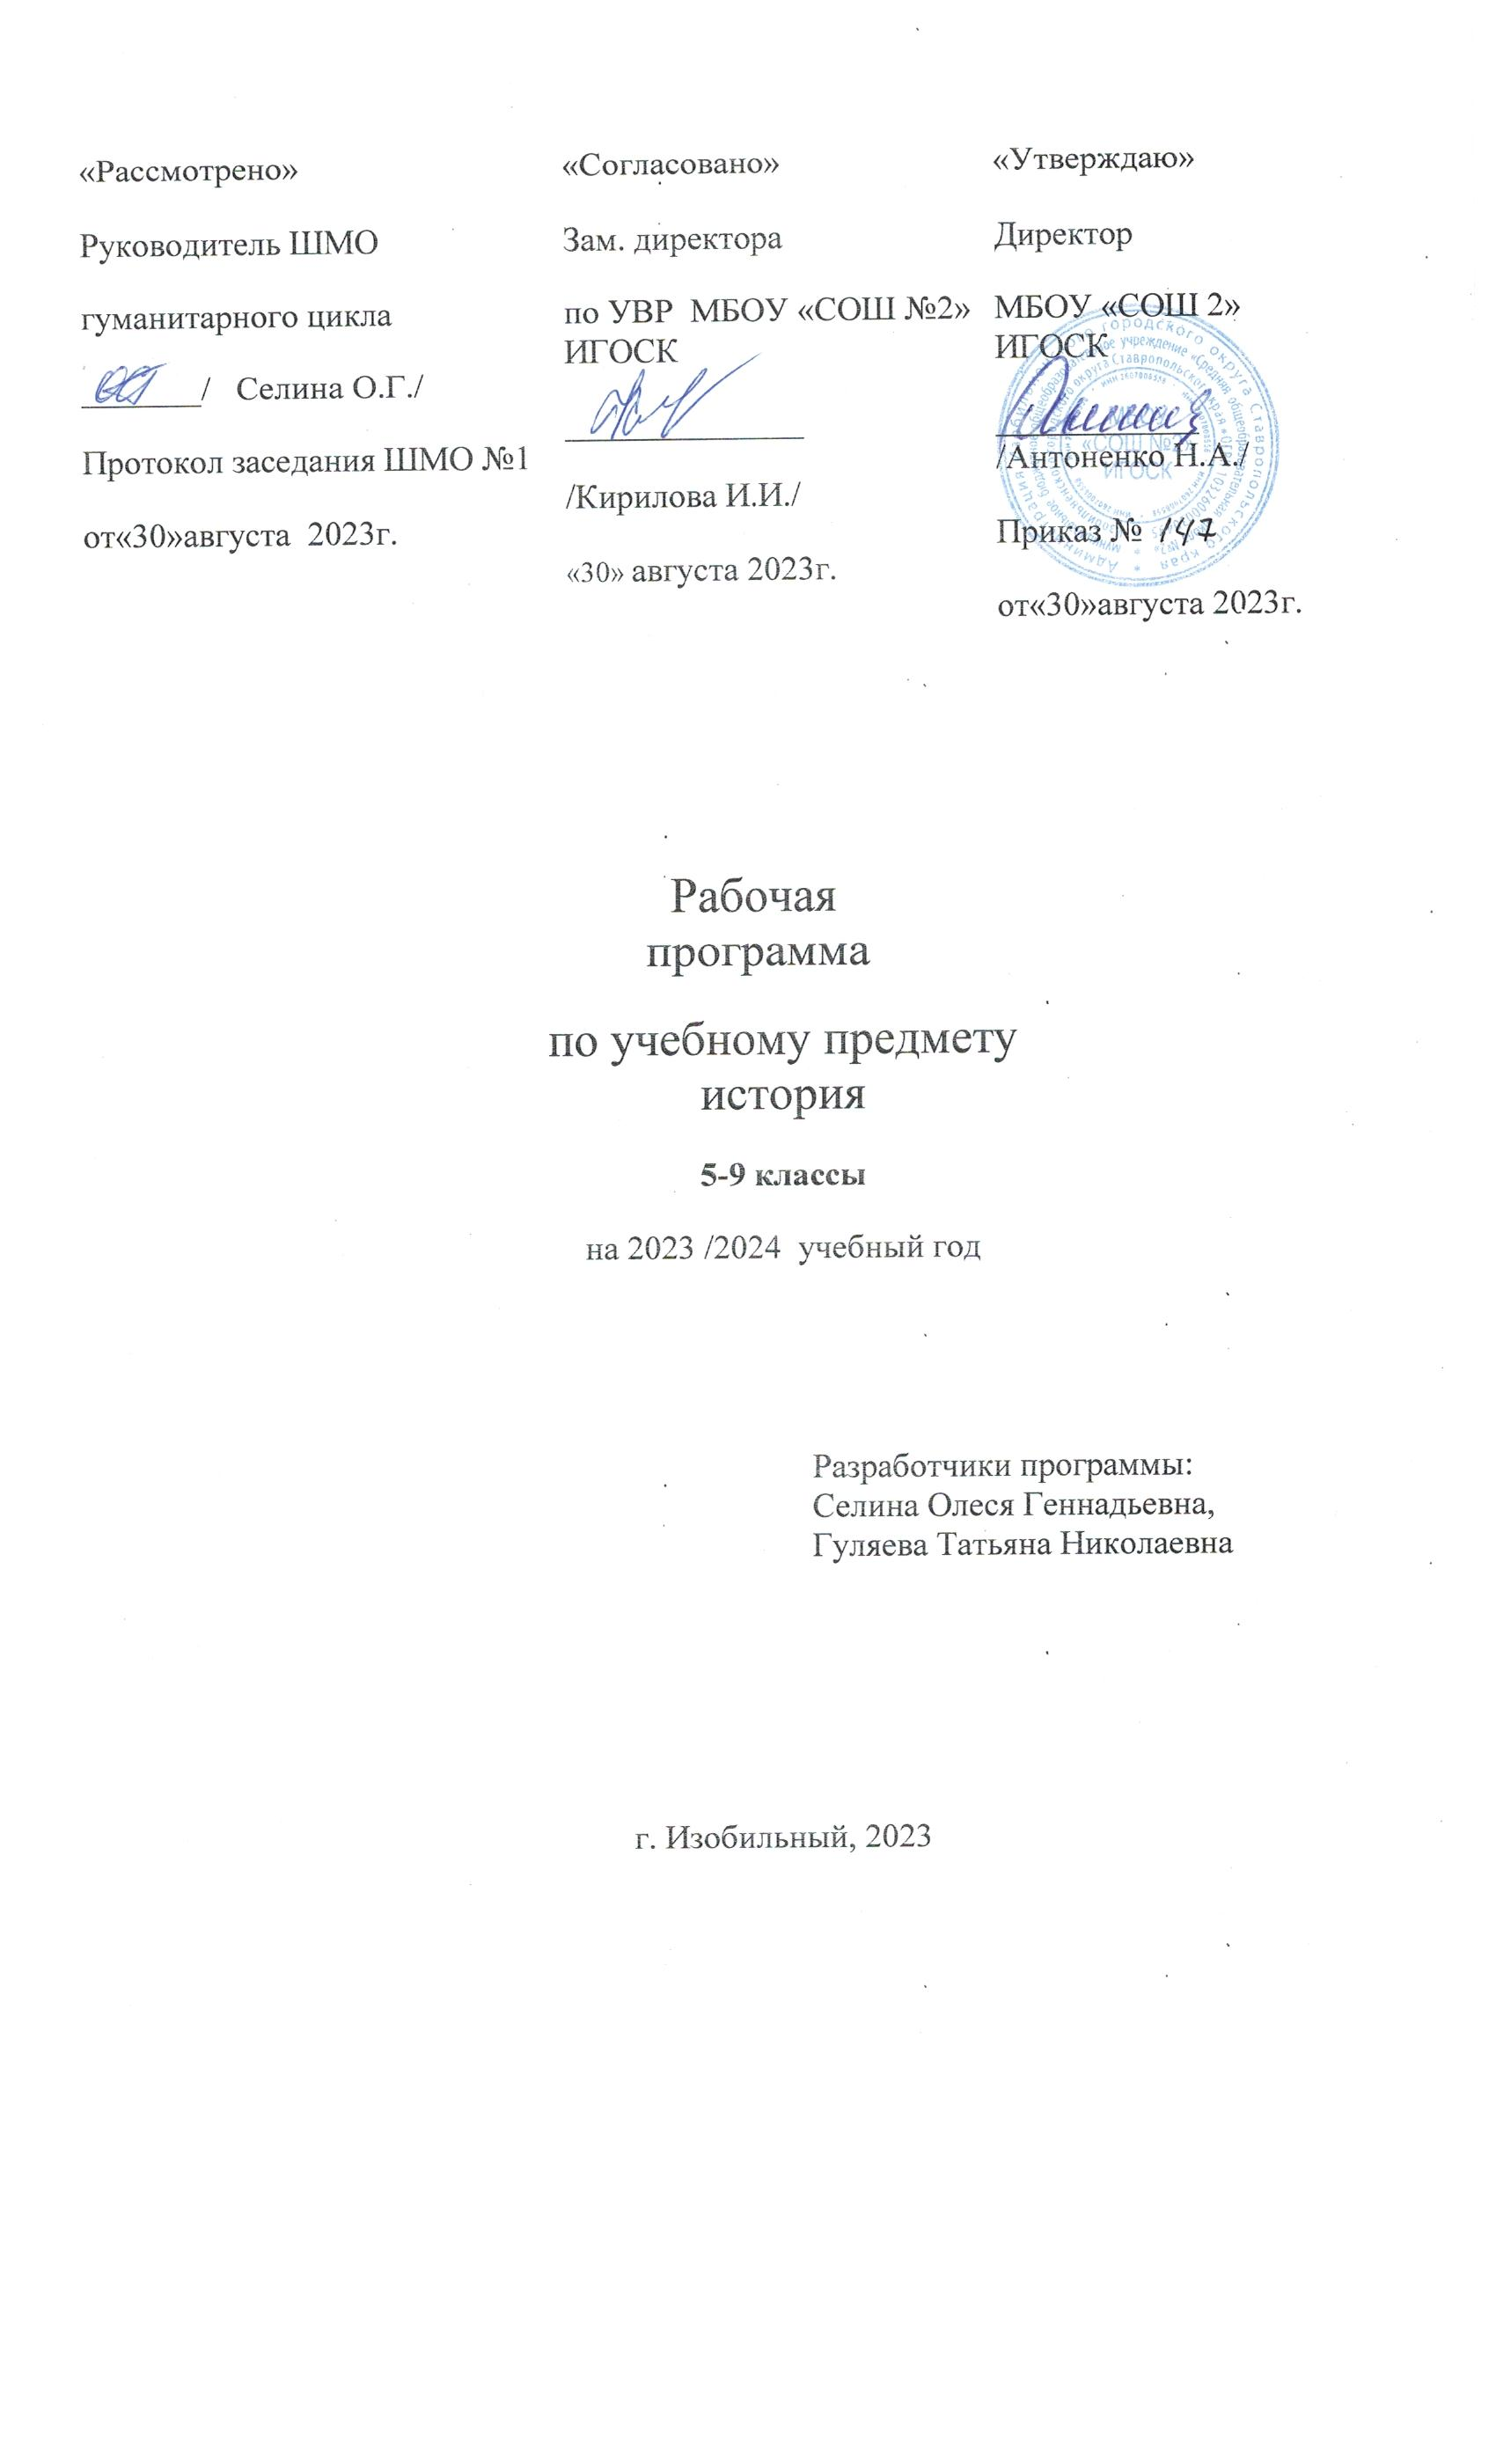 «Рассмотрено»
Руководитель ШМО
гуманитарного цикла
/ Селина О.Г./
Протокол заседания ШМО №1
от«30»августа 2023г.
«Согласовано»
Зам. директора
по УВР МБОУ «СОШ №2»
ИГОСК
/Кирилова И.И./
«30» августа 2023г.
«Утверждаю»
Директор
МБОУ «СОШ 2»
ИГОСК
/Антоненко Н.А./
Приказ № 147
от«30»августа 2023г.
«СОШ №2»
ИГОСК
Рабочая
программа
по учебному предмету
история
5-9 классы
на 2023 /2024 учебный год
Разработчики программы:
Селина Олеся Геннадьевна,
Гуляева Татьяна Николаевна
г. Изобильный, 2023